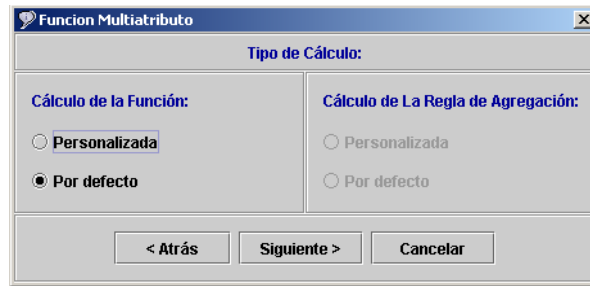 Funcion Multiatributo
Tipo de Cálculo:
Cálculo de la Función:
Personalizada
Por defecto
Cálculo de La Regla de Agregación:
Personalizada
Por defecto
< Atrás
Siguiente >
Cancelar